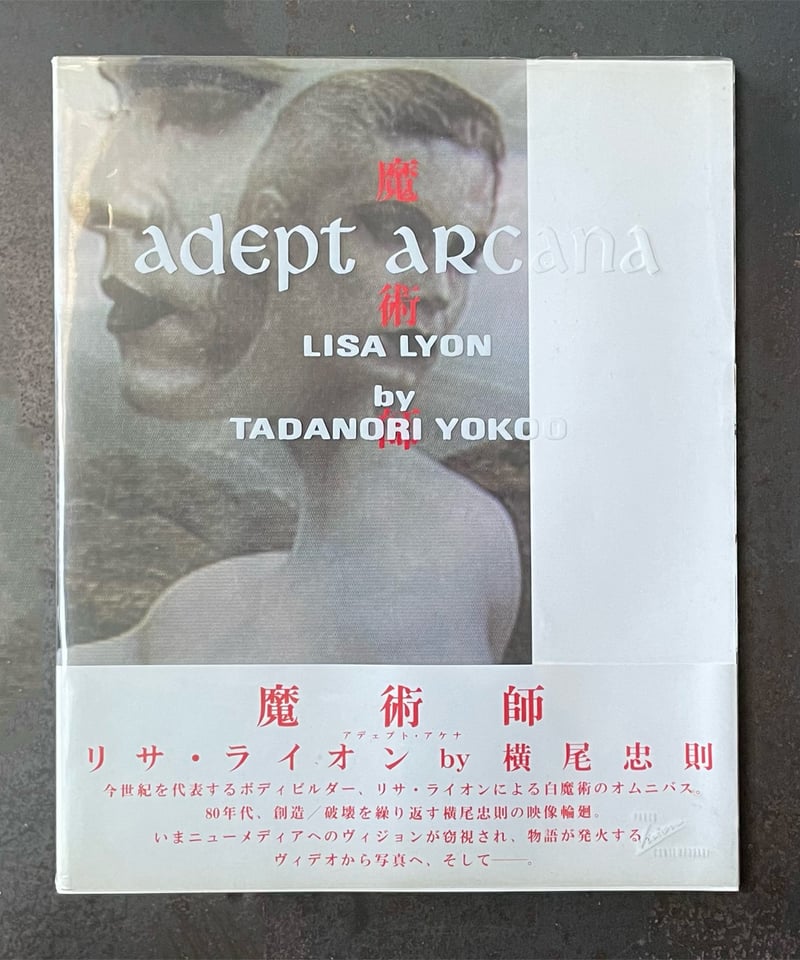 魔
adept arcana
術
LISA LYON
by
師
TADANORI YOKOO
魔術師
アデェプト・アケナ
リサ・ライオン by 横尾忠則
今世紀を代表するボディビルダー、リサ・ライオンによる白魔術のオムニバス。
80年代、創造／破壊を繰り返す横尾忠則の映像輪廻。
いまニューメディアへのヴィジョンが窃視され、物語が発火する。
ヴィデオから写真へ、そして——。
PARCO
Vision
CONTEMPORARY